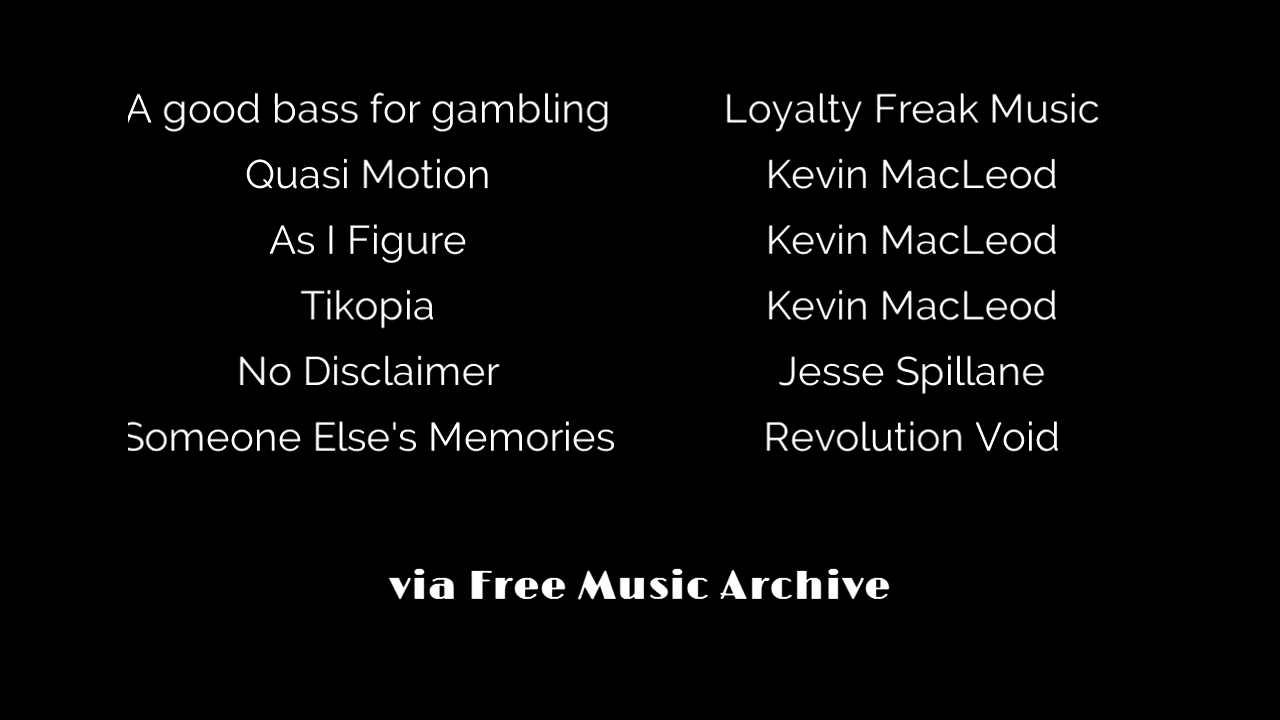 A good bass for gambling Loyalty Freak Music
Quasi Motion Kevin MacLeod
As I Figure Kevin MacLeod
Tikopia Kevin MacLeod
No Disclaimer Jesse Spillane
Someone Else's Memories Revolution Void
via Free Music Archive